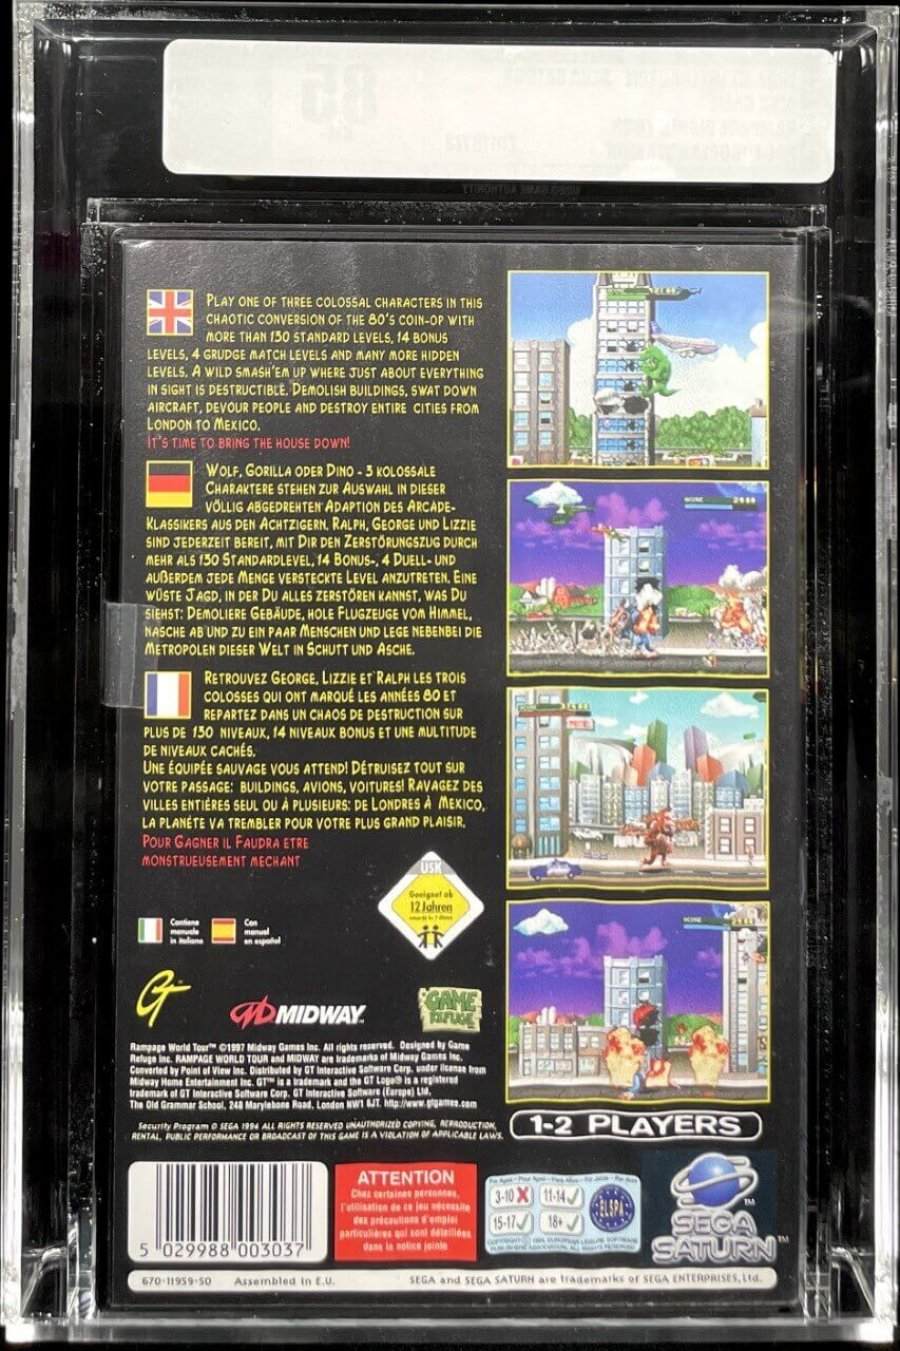 85
NM
VIDEO GAME AUTHORITY
PLAY ONE OF THREE COLOSSAL CHARACTERS IN THIS
CHAOTIC CONVERSION OF THE 80'S COIN-OP WITH
MORE THAN 130 STANDARD LEVELS, 14 BONUS
LEVELS, 4 GRUDGE MATCH LEVELS AND MANY MORE HIDDEN
LEVELS. A WILD SMASH'EM UP WHERE JUST ABOUT EVERYTHING
IN SIGHT IS DESTRUCTIBLE. DEMOLISH BUILDINGS, SWAT DOWN
AIRCRAFT, DEVOUR PEOPLE AND DESTROY ENTIRE CITIES FROM
LONDON TO MEXICO.
IT'S TIME TO BRING THE HOUSE DOWN!
WOLF, GORILLA ODER DINO - 3 KOLOSSALE
CHARAKTERE STEHEN ZUR AUSWAHL IN DIESER
VÖLLIG ABGEDREHTEN ADAPTION DES ARCADE-
KLASSIKERS AUS DEN ACHTZIGERN. RALPH, GEORGE UND LIZZIE
SIND JEDERZEIT BEREIT, MIT DIR DEN ZERSTÖRUNGSZUG DURCH
MEHR ALS 130 STANDARDLEVEL, 14 BONUS-, 4 DUELL- UND
AUßERDEM JEDE MENGE VERSTECKTE LEVEL ANZUTRETEN. EINE
WÜSTE JAGD, IN DER DU ALLES ZERSTÖREN KANNST, WAS DU
SIEHST: DEMOLIERE GEBÄUDE, HOLE FLUGZEUGE VOM HIMMEL,
NASCHE AB UND ZU EIN PAAR MENSCHEN UND LEGE NEBENBEI DIE
METROPOLEN DIESER WELT IN SCHUTT UND ASCHE.
RETROUVEZ GEORGE, LIZZIE ET RALPH LES TROIS
COLOSSES QUI ONT MARQUÉ LES ANNÉES 80 ET
REPARTEZ DANS UN CHAOS DE DESTRUCTION SUR
PLUS DE 130 NIVEAUX, 14 NIVEAUX BONUS ET UNE MULTITUDE
DE NIVEAUX CACHÉS.
UNE ÉQUIPÉE SAUVAGE VOUS ATTEND! DÉTRUISEZ TOUT SUR
VOTRE PASSAGE: BUILDINGS, AVIONS, VOITURES! RAVAGEZ DES
VILLES ENTIÈRES SEUL OU À PLUSIEURS: DE LONDRES À MEXICO,
LA PLANÈTE VA TREMBLER POUR VOTRE PLUS GRAND PLAISIR.
POUR GAGNER IL FAUDRA ETRE
MONSTRUEUSEMENT MECHANT
USK
Geeignet ab
12 Jahren
Contiene
manuale
in italiano
Con
manual
en español
GT
MIDWAY
GAME
REFUGE
Rampage World Tour™ ©1997 Midway Games Inc. All rights reserved. Designed by Game
Refuge Inc. RAMPAGE WORLD TOUR and MIDWAY are trademarks of Midway Games Inc.
Converted by Point of View Inc. Distributed by GT Interactive Software Corp. under license from
Midway Home Entertainment Inc. GT™ is a trademark and the GT Logo® is a registered
trademark of GT Interactive Software Corp. GT Interactive Software (Europe) Ltd.
The Old Grammar School, 248 Marylebone Road, London NW1 6JT. http://www.gtgames.com
Security Program © SEGA 1994 ALL RIGHTS RESERVED UNAUTHORIZED COPYING, REPRODUCTION,
RENTAL, PUBLIC PERFORMANCE OR BROADCAST OF THIS GAME IS A VIOLATION OF APPLICABLE LAWS.
SCORE
SCORE
1-2 PLAYERS
5 029988 003037
ATTENTION
Chez certaines personnes,
l'utilisation de ce jeu nécessite
des précautions d'emploi
particulières qui sont détaillées
dans la notice jointe
3-10 11-14
15-17 18+
ELSPA
SEGA
SATURN™
670-11959-50 Assembled in E.U. SEGA and SEGA SATURN are trademarks of SEGA ENTERPRISES, Ltd.